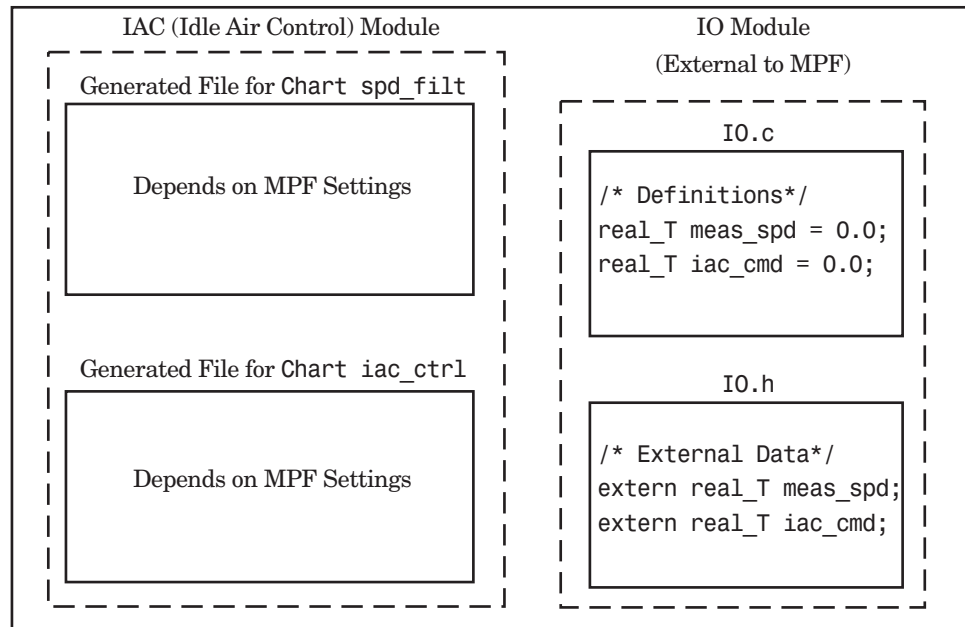 IAC (Idle Air Control) Module
Generated File for Chart spd_filt
Depends on MPF Settings
Generated File for Chart iac_ctrl
Depends on MPF Settings
IO Module
(External to MPF)
IO.c
/* Definitions*/
real_T meas_spd = 0.0;
real_T iac_cmd = 0.0;
IO.h
/* External Data*/
extern real_T meas_spd;
extern real_T iac_cmd;